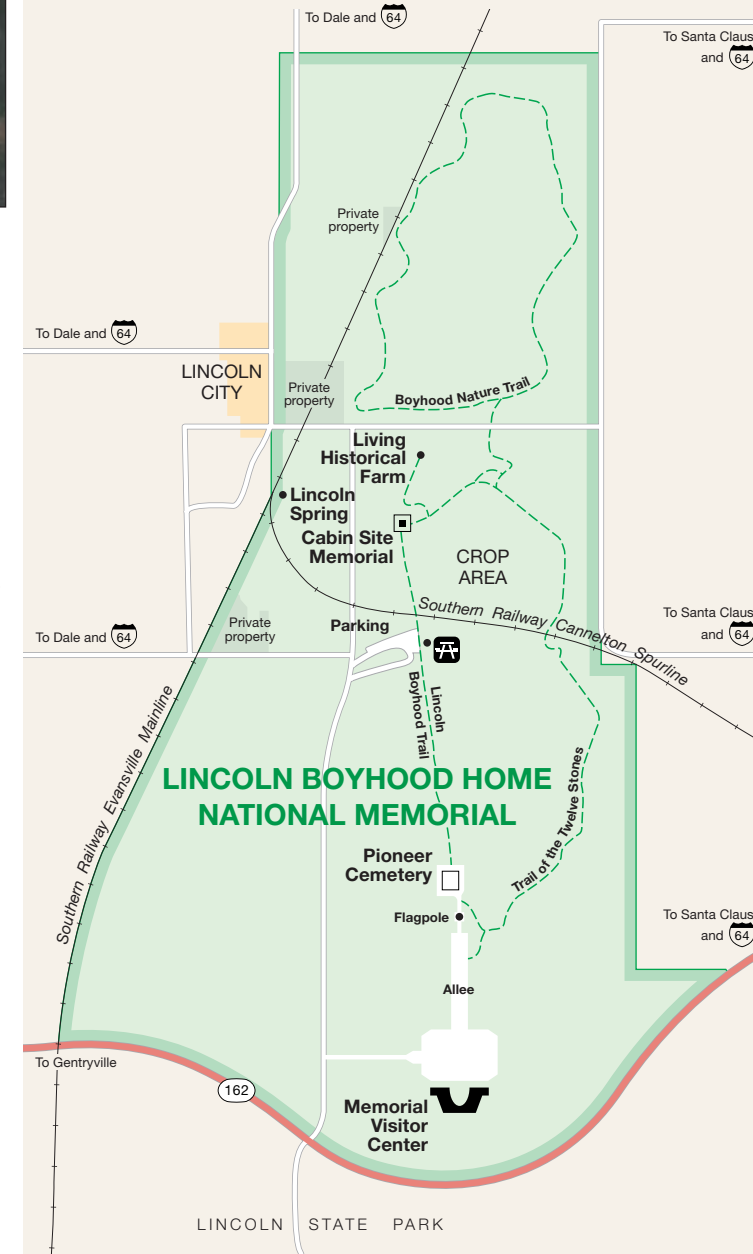 To Dale and 64
To Santa Claus
and 64
Private
property
To Dale and 64
LINCOLN
CITY
Private
property
Boyhood Nature Trail
Living
Historical
Farm
Lincoln
Spring
Cabin Site
Memorial
CROP
AREA
Southern Railway Cannelton Spurline
To Santa Claus
and 64
Private
property
Parking
To Dale and 64
Lincoln
Boyhood Trail
Southern Railway Evansville Mainline
LINCOLN BOYHOOD HOME
NATIONAL MEMORIAL
Trail of the Twelve Stones
Pioneer
Cemetery
Flagpole
To Santa Claus
and 64
Allee
To Gentryville
162
Memorial
Visitor
Center
LINCOLN STATE PARK